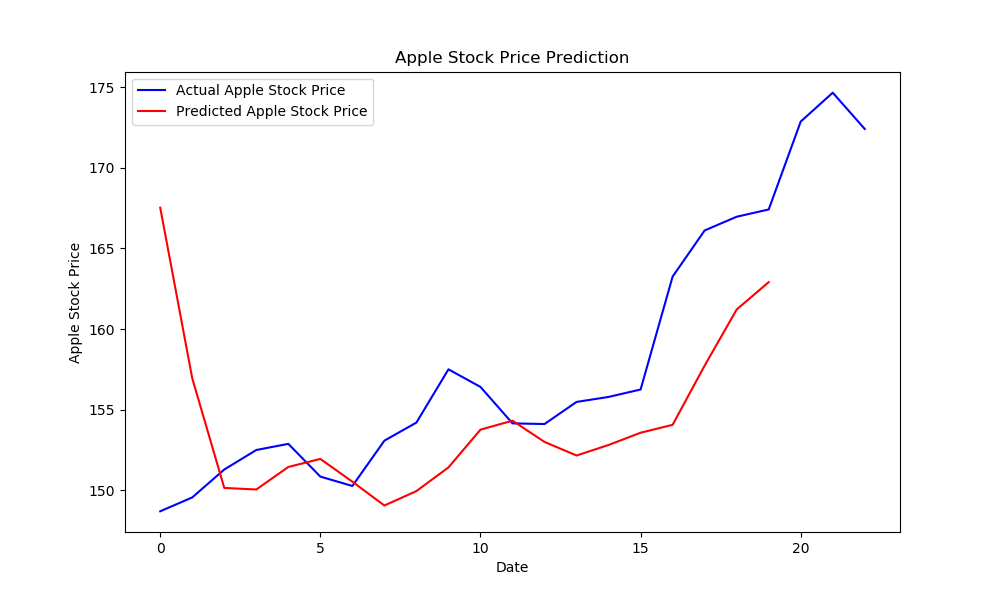 Apple Stock Price Prediction
Actual Apple Stock Price
Predicted Apple Stock Price
175
170
165
160
155
150
Apple Stock Price
0 5 10 15 20
Date